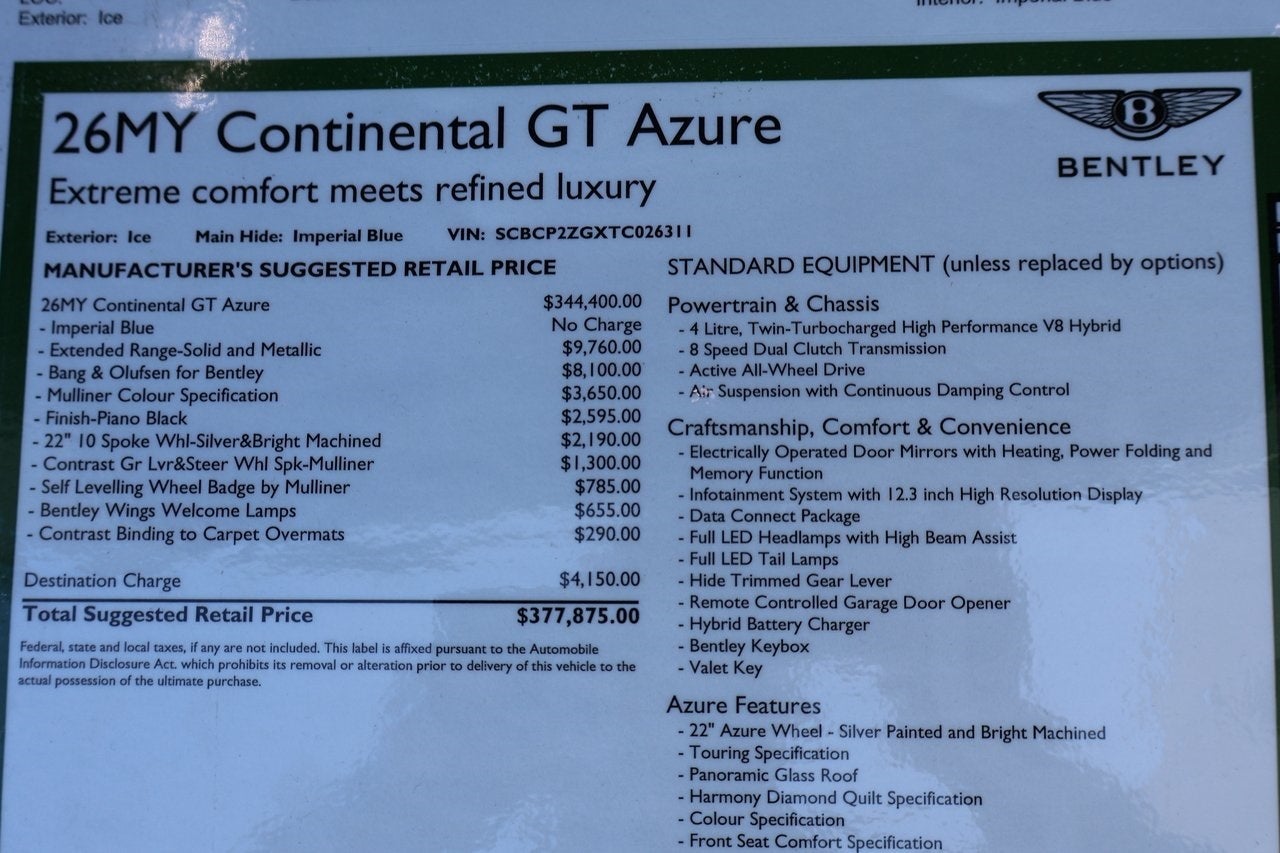 Exterior: Ice
26MY Continental GT Azure
BENTLEY
Extreme comfort meets refined luxury
Exterior: Ice Main Hide: Imperial Blue VIN: SCBCP2ZGXTC026311
MANUFACTURER'S SUGGESTED RETAIL PRICE
26MY Continental GT Azure $344,400.00
- Imperial Blue No Charge
- Extended Range-Solid and Metallic $9,760.00
- Bang & Olufsen for Bentley $8,100.00
- Mulliner Colour Specification $3,650.00
- Finish-Piano Black $2,595.00
- 22" 10 Spoke Whl-Silver&Bright Machined $2,190.00
- Contrast Gr Lvr&Steer Whl Spk-Mulliner $1,300.00
- Self Levelling Wheel Badge by Mulliner $785.00
- Bentley Wings Welcome Lamps $655.00
- Contrast Binding to Carpet Overmats $290.00
Destination Charge $4,150.00
Total Suggested Retail Price $377,875.00
Federal, state and local taxes, if any are not included. This label is affixed pursuant to the Automobile
Information Disclosure Act. which prohibits its removal or alteration prior to delivery of this vehicle to the
actual possession of the ultimate purchase.
STANDARD EQUIPMENT (unless replaced by options)
Powertrain & Chassis
- 4 Litre, Twin-Turbocharged High Performance V8 Hybrid
- 8 Speed Dual Clutch Transmission
- Active All-Wheel Drive
- Air Suspension with Continuous Damping Control
Craftsmanship, Comfort & Convenience
- Electrically Operated Door Mirrors with Heating, Power Folding and
Memory Function
- Infotainment System with 12.3 inch High Resolution Display
- Data Connect Package
- Full LED Headlamps with High Beam Assist
- Full LED Tail Lamps
- Hide Trimmed Gear Lever
- Remote Controlled Garage Door Opener
- Hybrid Battery Charger
- Bentley Keybox
- Valet Key
Azure Features
- 22" Azure Wheel - Silver Painted and Bright Machined
- Touring Specification
- Panoramic Glass Roof
- Harmony Diamond Quilt Specification
- Colour Specification
- Front Seat Comfort Specification